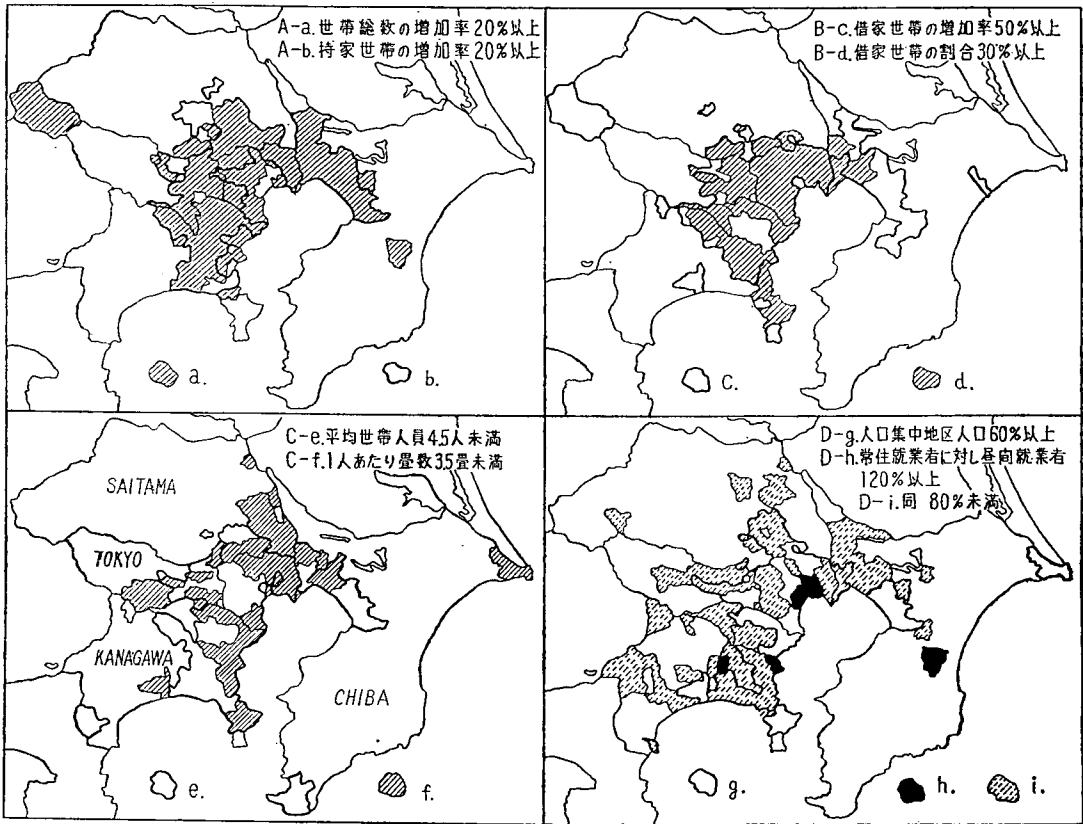 A-a.世帯総数の増加率20%以上
A-b.持家世帯の増加率20%以上
a.
b.
B-c.借家世帯の増加率50%以上
B-d.借家世帯の割合30%以上
c.
d.
C-e.平均世帯人員4.5人未満
C-f.1人あたり畳数3.5畳未満
SAITAMA
TOKYO
KANAGAWA
CHIBA
e.
f.
D-g.人口集中地区人口60%以上
D-h.常住就業者に対し昼間就業者
120%以上
D-i.同 80%未満
g.
h.
i.